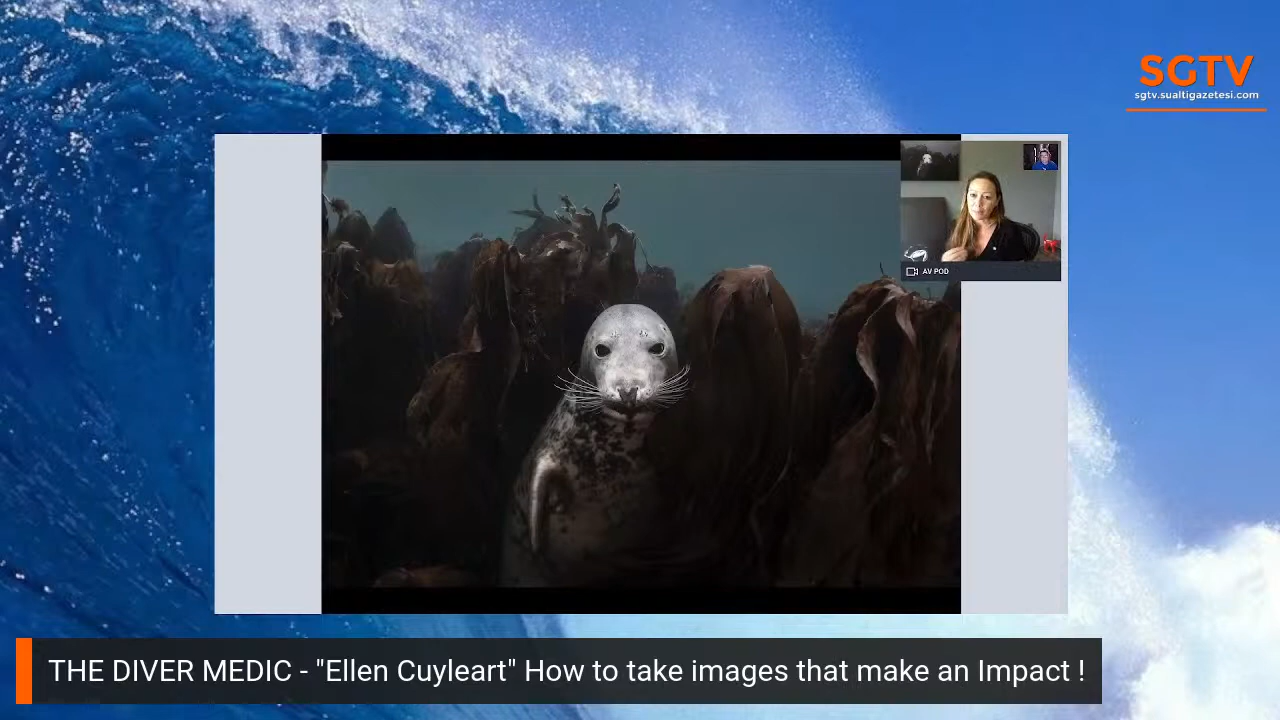 SGTV
sgtv.sualtigazetesi.com
AV POD
THE DIVER MEDIC - "Ellen Cuyleart" How to take images that make an Impact !